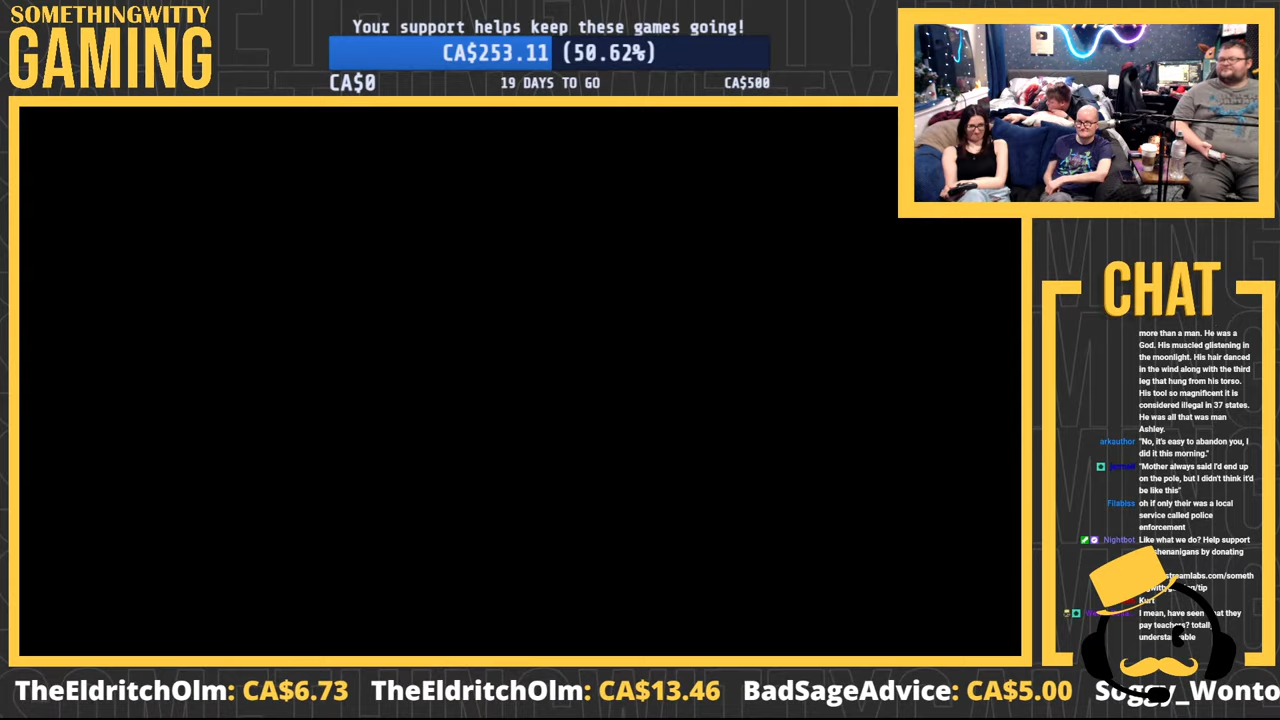 SOMETHINGWITTY
GAMING
Your support helps keep these games going!
CA$253.11 (50.62%)
CA$0
19 DAYS TO GO
CA$500
CHAT
more than a man. He was a
God. His muscled glistening in
the moonlight. His hair danced
in the wind along with the third
leg that hung from his torso.
His tool so magnificent it is
considered illegal in 37 states.
He was all that was man
Ashley.
arkauthor "No, it's easy to abandon you, I
did it this morning."
"Mother always said I'd end up
on the pole, but I didn't think it'd
be like this"
Filabiss oh if only their was a local
service called police
enforcement
Nightbot Like what we do? Help support
shenanigans by donating
streamlabs.com/someth
Kurt
I mean, have seen they
pay teachers?
TheEldritchOlm: CA$6.73 TheEldritchOlm: CA$13.46 BadSageAdvice: CA$5.00